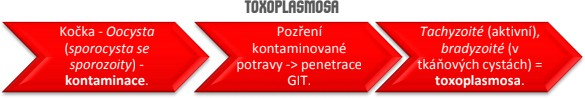 TOXOPLASMOSA
Kočka - Oocysta
(sporocysta se
sporozoity) -
kontaminace.
Pozření
kontaminované
potravy -> penetrace
GIT.
Tachyzoité (aktivní),
bradyzoité (v
tkáňových cystách) =
toxoplasmosa.